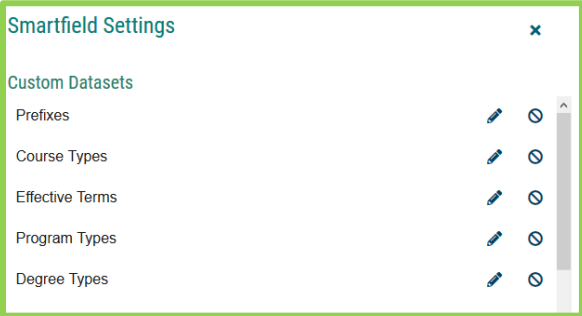 Smartfield Settings
Custom Datasets
Prefixes
Course Types
Effective Terms
Program Types
Degree Types